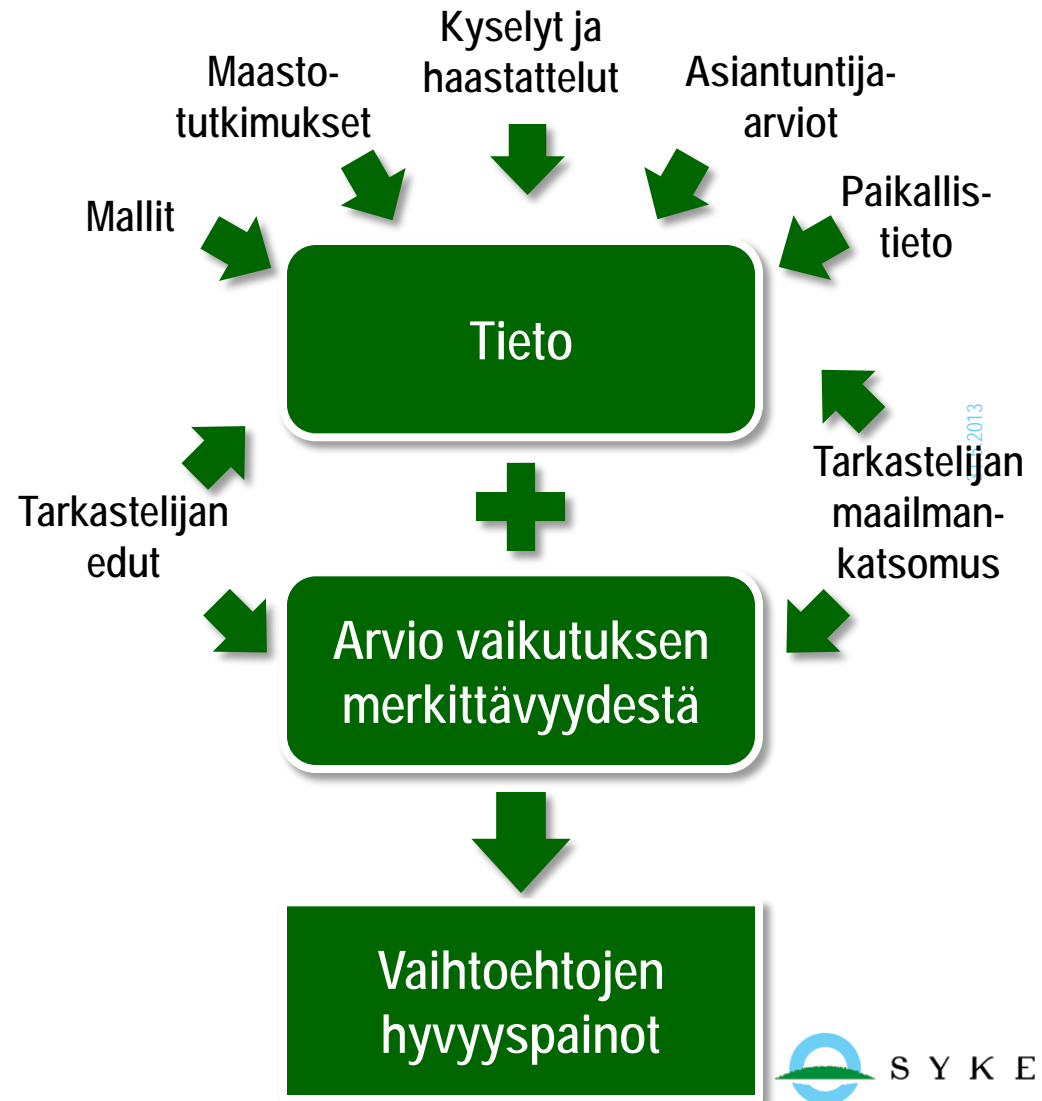 Kyselyt ja
haastattelut
Maasto-
tutkimukset
Asiantuntija-
arviot
Mallit
Paikallis-
tieto
Tieto
2013
Tarkastelijan
edut
Tarkastelijan
maailman-
katsomus
Arvio vaikutuksen
merkittävyydestä
Vaihtoehtojen
hyvyyspainot
SYKE